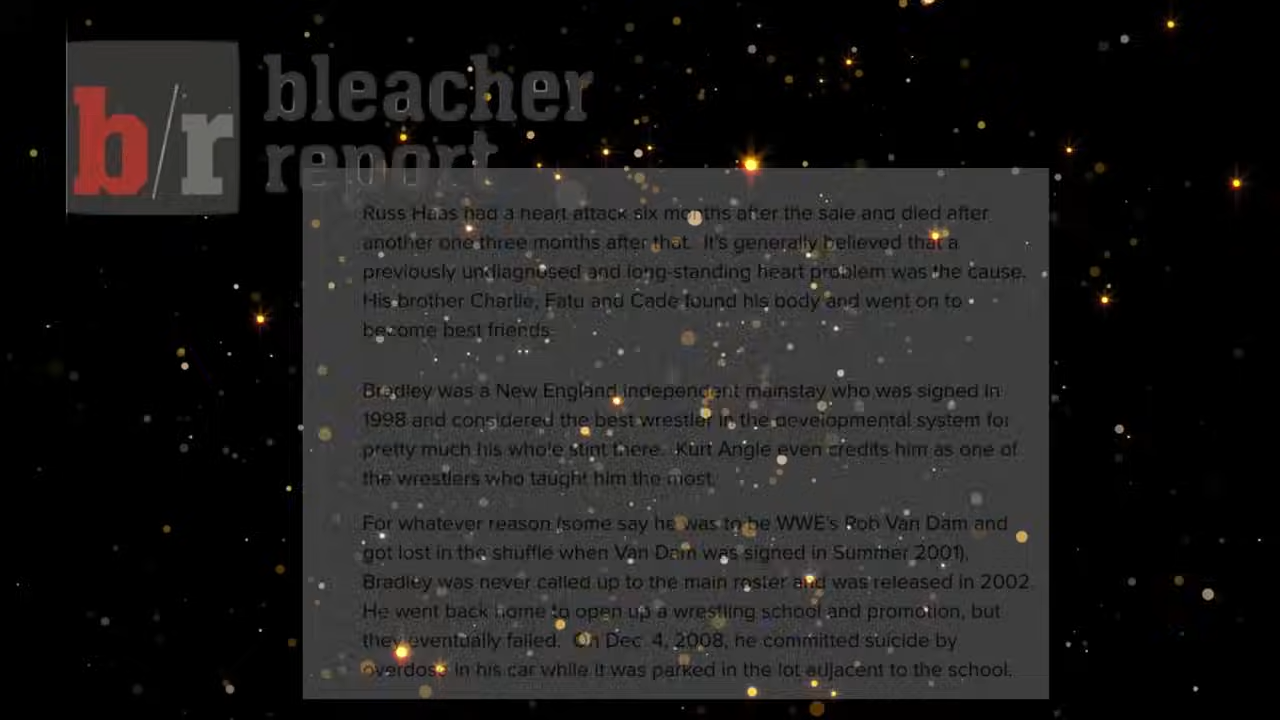 b/r
bleacher
report
Russ Haas had a heart attack six months after the sale and died after
another one three months after that. It's generally believed that a
previously undiagnosed and long-standing heart problem was the cause.
His brother Charlie, Fatu and Cade found his body and went on to
become best friends.
Bradley was a New England independent mainstay who was signed in
1998 and considered the best wrestler in the developmental system for
pretty much his whole stint there. Kurt Angle even credits him as one of
the wrestlers who taught him the most.
For whatever reason (some say he was to be WWE's Rob Van Dam and
got lost in the shuffle when Van Dam was signed in Summer 2001),
Bradley was never called up to the main roster and was released in 2002.
He went back home to open up a wrestling school and promotion, but
they eventually failed. On Dec. 4, 2008, he committed suicide by
overdose in his car while it was parked in the lot adjacent to the school.